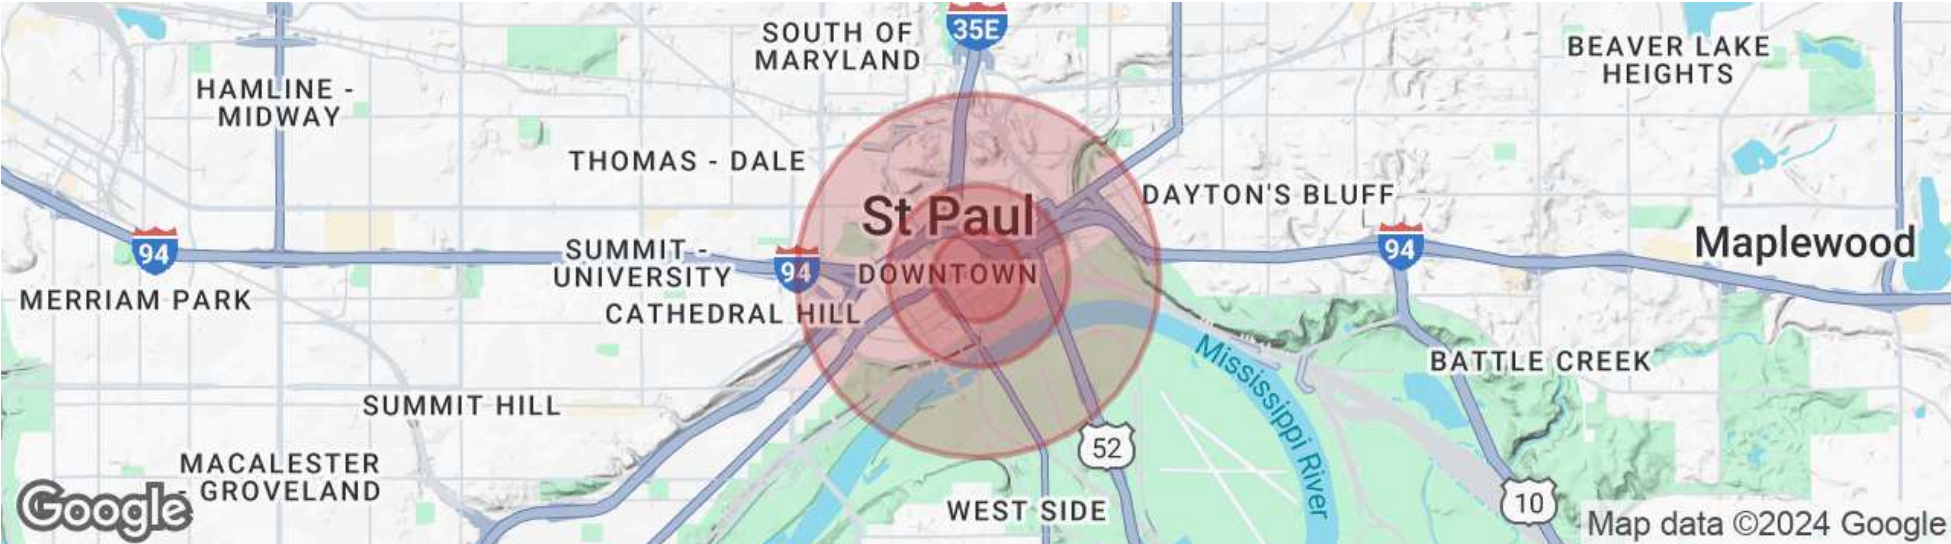 35E
SOUTH OF
MARYLAND
BEAVER LAKE
HEIGHTS
HAMLINE -
MIDWAY
THOMAS - DALE
DAYTON'S BLUFF
St Paul
94
SUMMIT -
UNIVERSITY
94
DOWNTOWN
94
Maplewood
MERRIAM PARK
CATHEDRAL HILL
Mississippi River
BATTLE CREEK
SUMMIT HILL
52
MACALESTER
- GROVELAND
WEST SIDE
10
Google
Map data ©2024 Google